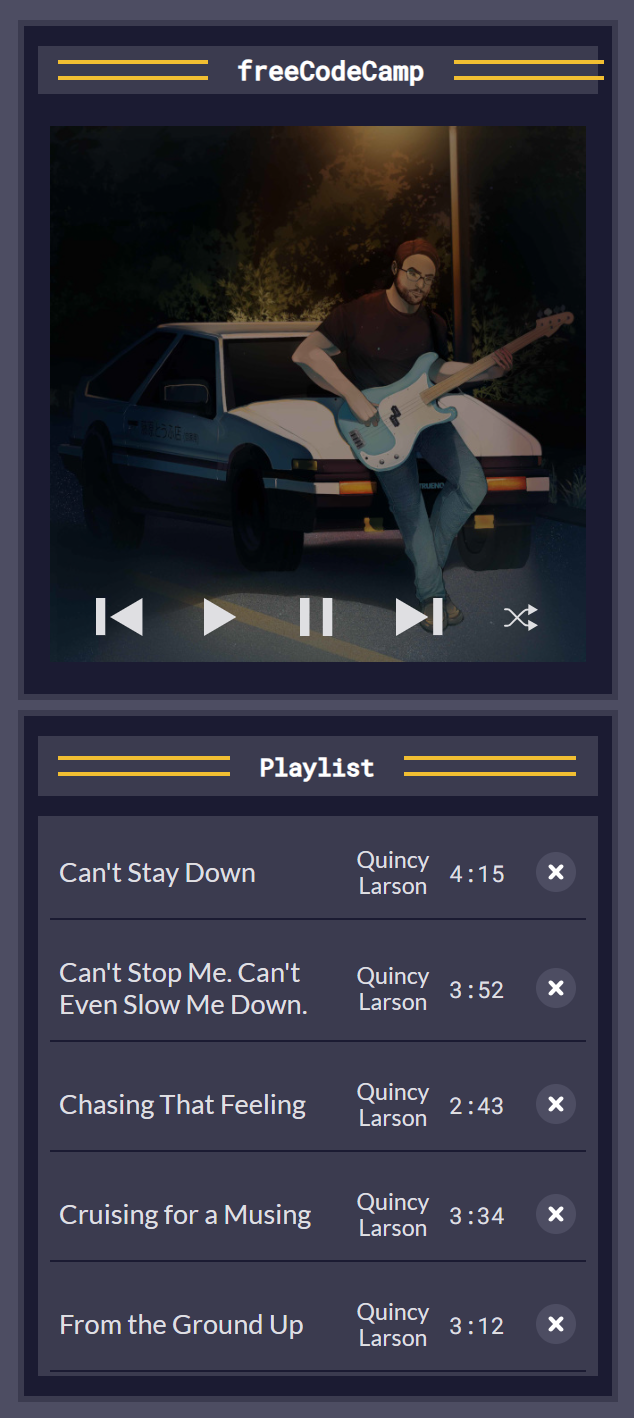 freeCodeCamp
Playlist
Can't Stay Down
Quincy
Larson
4:15
Can't Stop Me. Can't
Even Slow Me Down.
Quincy
Larson
3:52
Chasing That Feeling
Quincy
Larson
2:43
Cruising for a Musing
Quincy
Larson
3:34
From the Ground Up
Quincy
Larson
3:12